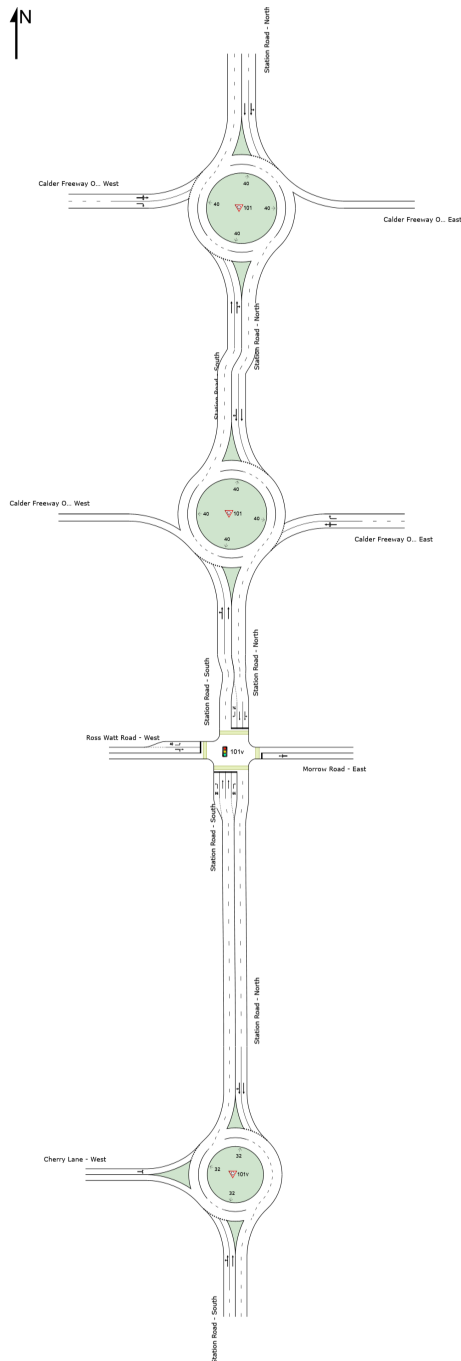 N
Station Road - North
Calder Freeway O... West
40
40
101
40
40
Calder Freeway O... East
Station Road - North
Station Road - South
Calder Freeway O... West
40
40
101
40
40
Calder Freeway O... East
Station Road - South
Station Road - North
Ross Watt Road - West
101v
Morrow Road - East
Station Road - South
Station Road - North
Cherry Lane - West
32
32
101v
32
Station Road - South